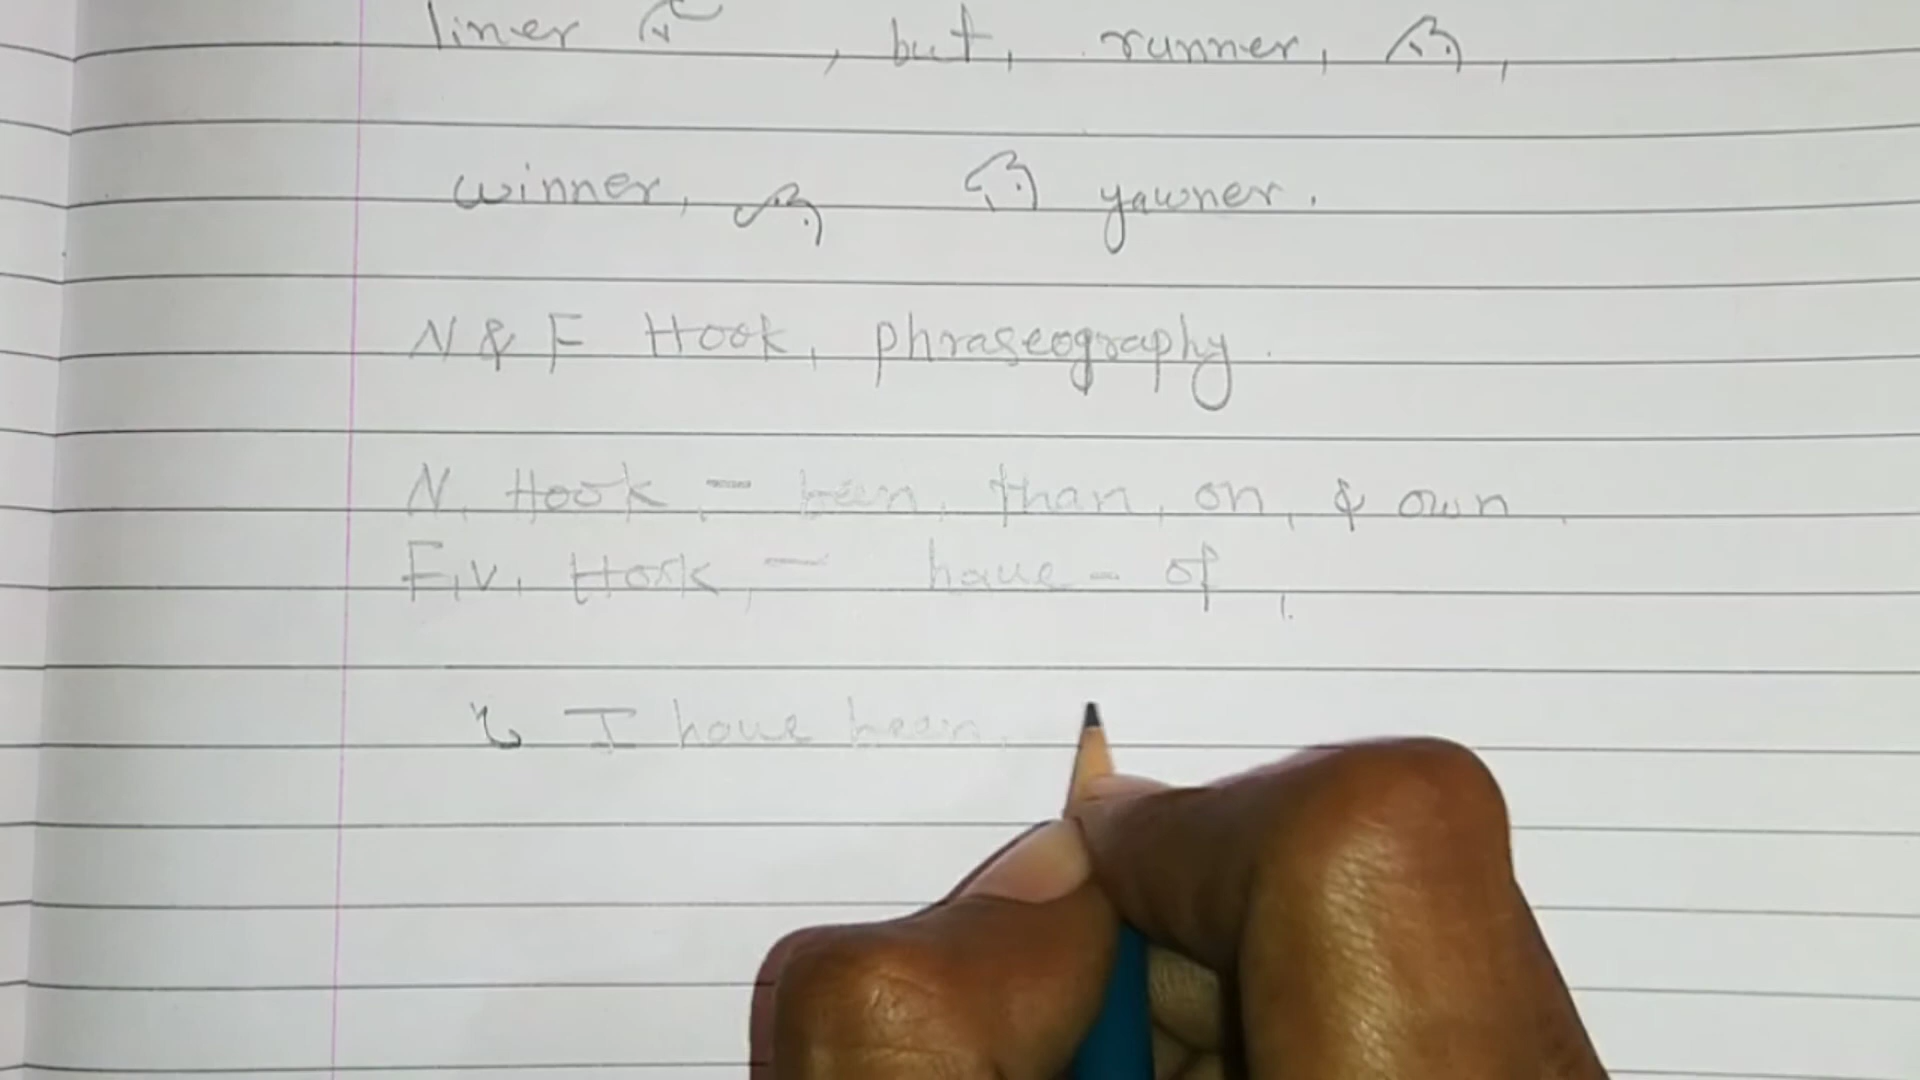 liner , but, runner, ,
winner, yawner.
N & F Hook, phraseography.
N. Hook - been, than, on, & own.
F.V. Hook, - have - of,
I have been.